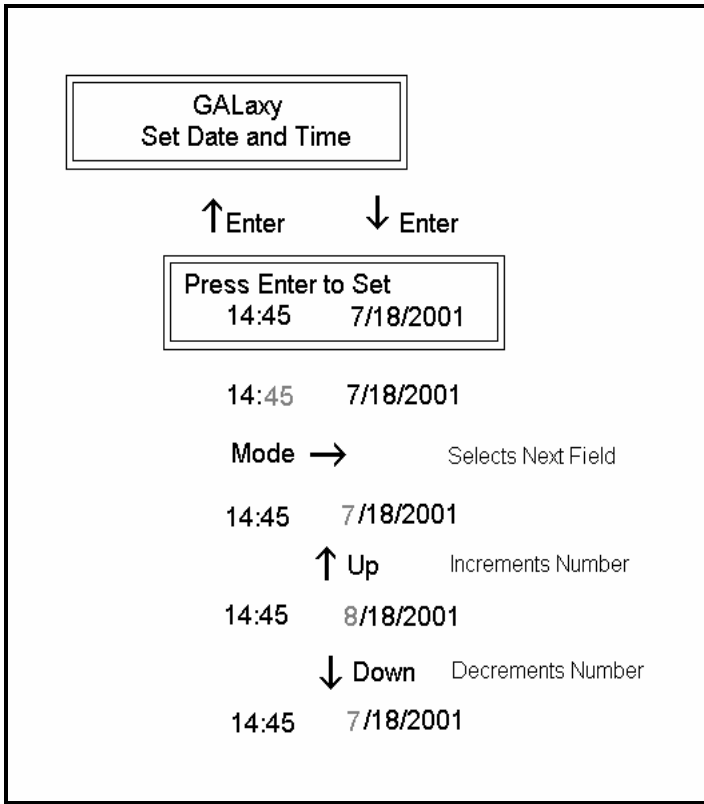 GALaxy
Set Date and Time
↑Enter ↓ Enter
Press Enter to Set
14:45 7/18/2001
14:45 7/18/2001
Mode → Selects Next Field
14:45 7/18/2001
↑ Up Increments Number
14:45 8/18/2001
↓ Down Decrements Number
14:45 7/18/2001